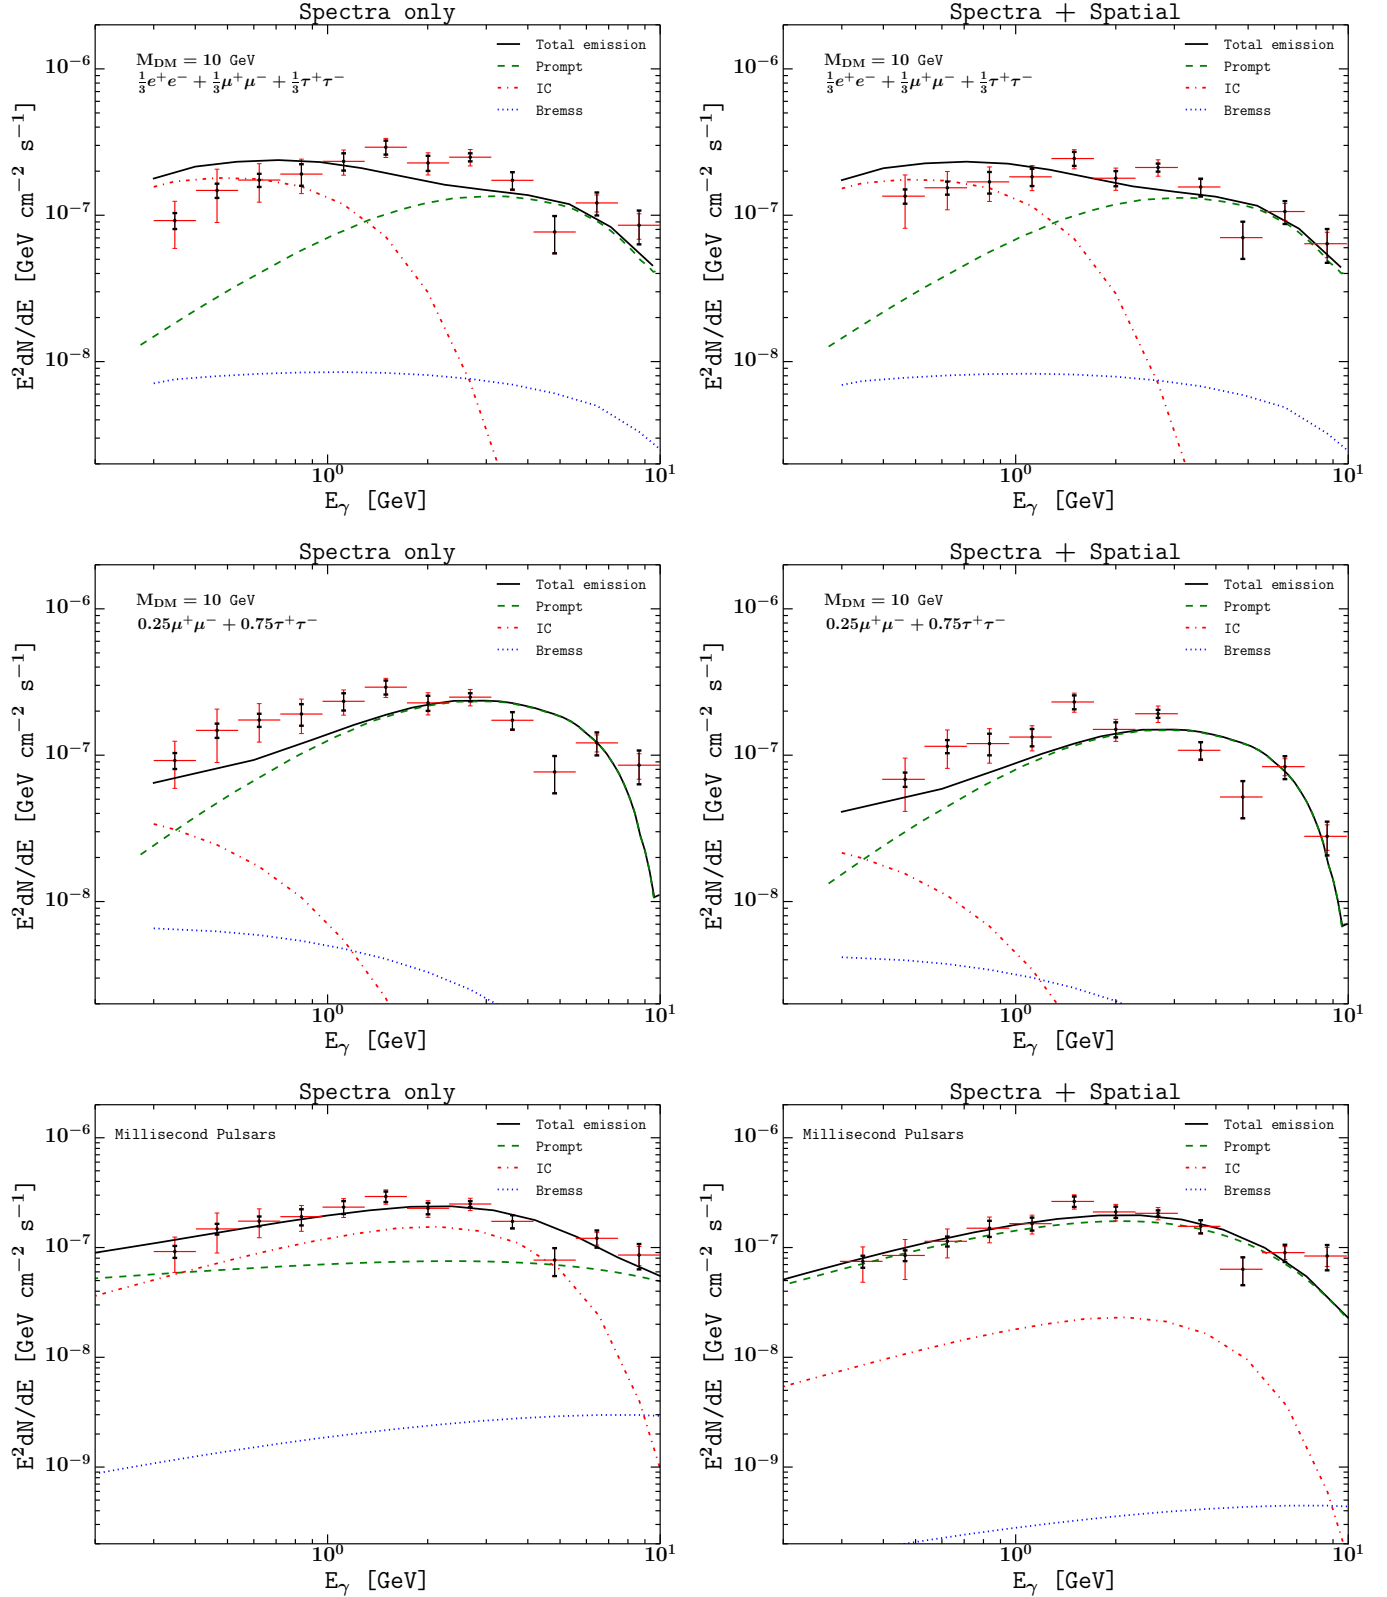 Spectra only
M_DM = 10 GeV
⅓e⁺e⁻ + ⅓μ⁺μ⁻ + ⅓τ⁺τ⁻
Total emission
Prompt
IC
Bremss
10⁻⁶
10⁻⁷
10⁻⁸
E²dN/dE [GeV cm⁻² s⁻¹]
10⁰
10¹
E_γ [GeV]
Spectra + Spatial
M_DM = 10 GeV
⅓e⁺e⁻ + ⅓μ⁺μ⁻ + ⅓τ⁺τ⁻
Total emission
Prompt
IC
Bremss
10⁻⁶
10⁻⁷
10⁻⁸
E²dN/dE [GeV cm⁻² s⁻¹]
10⁰
10¹
E_γ [GeV]
Spectra only
M_DM = 10 GeV
0.25μ⁺μ⁻ + 0.75τ⁺τ⁻
Total emission
Prompt
IC
Bremss
10⁻⁶
10⁻⁷
10⁻⁸
E²dN/dE [GeV cm⁻² s⁻¹]
10⁰
10¹
E_γ [GeV]
Spectra + Spatial
M_DM = 10 GeV
0.25μ⁺μ⁻ + 0.75τ⁺τ⁻
Total emission
Prompt
IC
Bremss
10⁻⁶
10⁻⁷
10⁻⁸
E²dN/dE [GeV cm⁻² s⁻¹]
10⁰
10¹
E_γ [GeV]
Spectra only
Millisecond Pulsars
Total emission
Prompt
IC
Bremss
10⁻⁶
10⁻⁷
10⁻⁸
10⁻⁹
E²dN/dE [GeV cm⁻² s⁻¹]
10⁰
10¹
E_γ [GeV]
Spectra + Spatial
Millisecond Pulsars
Total emission
Prompt
IC
Bremss
10⁻⁶
10⁻⁷
10⁻⁸
10⁻⁹
E²dN/dE [GeV cm⁻² s⁻¹]
10⁰
10¹
E_γ [GeV]